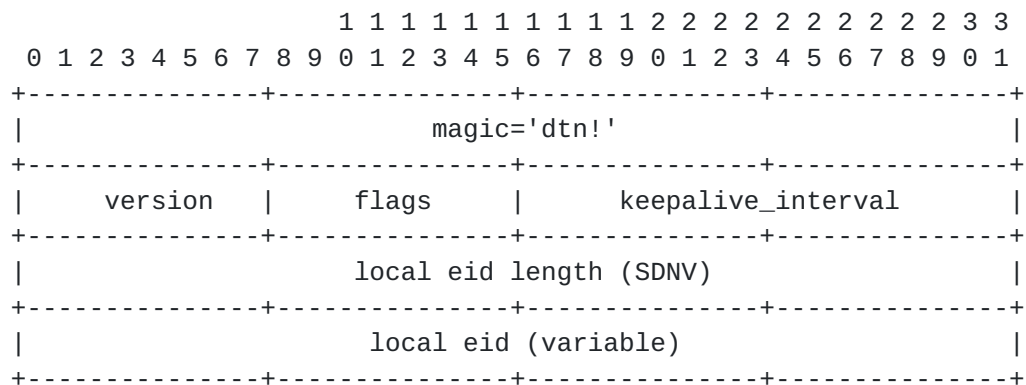 1 1 1 1 1 1 1 1 1 1 2 2 2 2 2 2 2 2 2 2 3 3
 0 1 2 3 4 5 6 7 8 9 0 1 2 3 4 5 6 7 8 9 0 1 2 3 4 5 6 7 8 9 0 1
+---------------+---------------+---------------+---------------+
|                          magic='dtn!'                         |
+---------------+---------------+---------------+---------------+
|     version   |     flags     |      keepalive_interval       |
+---------------+---------------+---------------+---------------+
|                     local eid length (SDNV)                   |
+---------------+---------------+---------------+---------------+
|                      local eid (variable)                     |
+---------------+---------------+---------------+---------------+